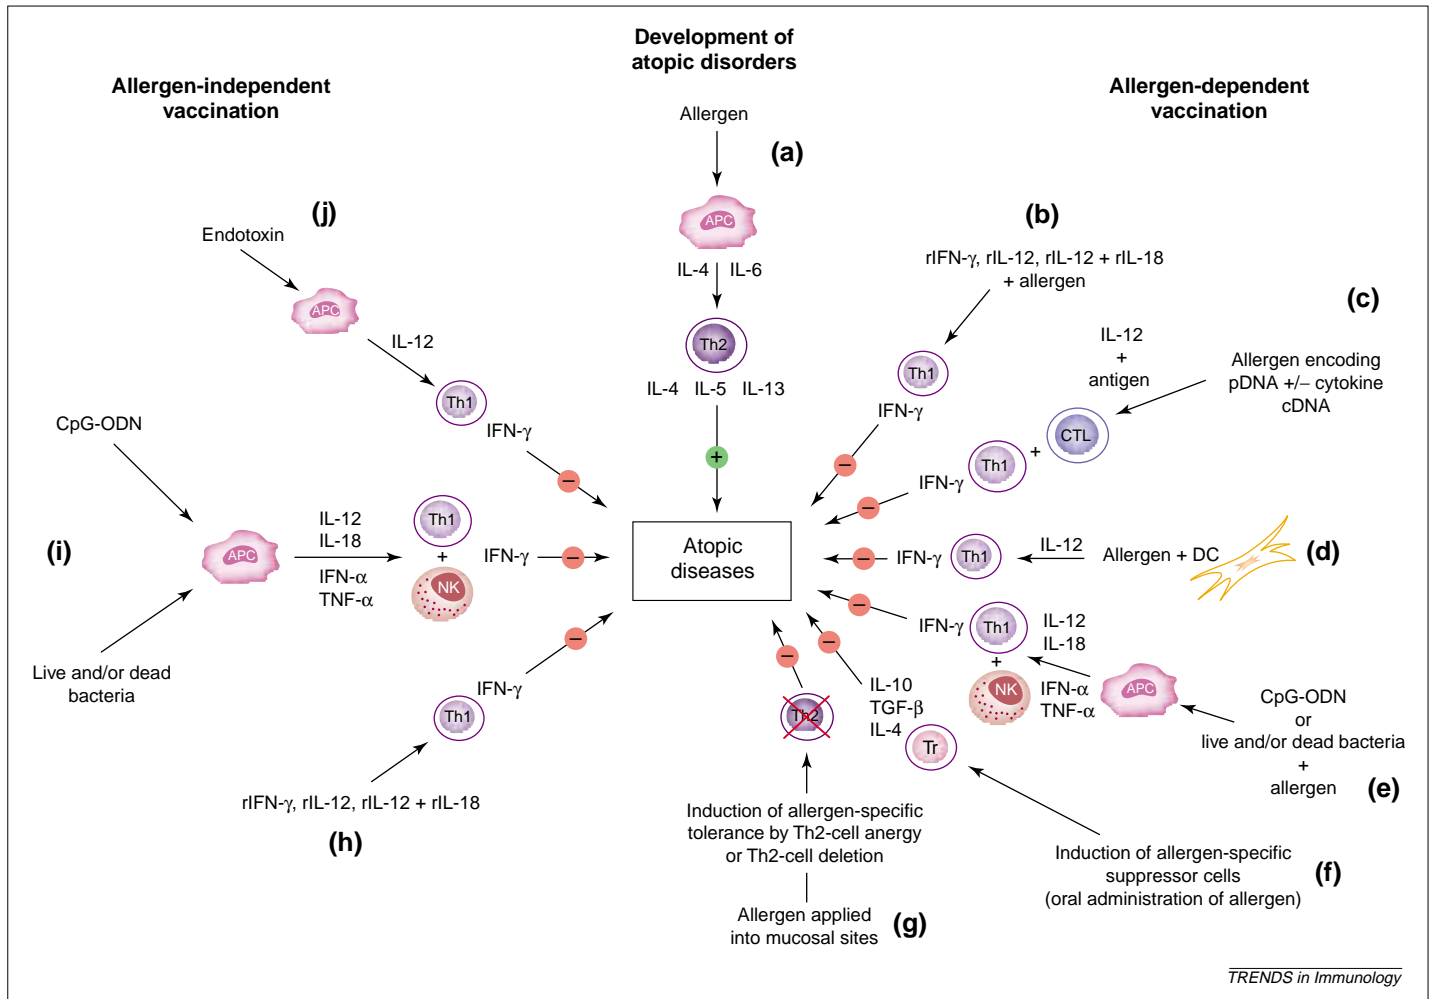 Development of
atopic disorders
Allergen-independent
vaccination
Allergen-dependent
vaccination
Allergen
(a)
APC
IL-4 IL-6
Th2
IL-4 IL-5 IL-13
+
Atopic
diseases
(b)
rIFN-γ, rIL-12, rIL-12 + rIL-18
+ allergen
Th1
IFN-γ
−
(c)
IL-12
+
antigen
Allergen encoding
pDNA +/− cytokine
cDNA
CTL
+
Th1
IFN-γ
−
(d)
Allergen + DC
IL-12
Th1
IFN-γ
−
(e)
CpG-ODN
or
live and/or dead bacteria
+
allergen
APC
IL-12
IL-18
IFN-α
TNF-α
Th1
+
NK
IFN-γ
−
(f)
Induction of allergen-specific
suppressor cells
(oral administration of allergen)
Tr
IL-10
TGF-β
IL-4
−
(g)
Allergen applied
into mucosal sites
Induction of allergen-specific
tolerance by Th2-cell anergy
or Th2-cell deletion
Th2
−
(h)
rIFN-γ, rIL-12, rIL-12 + rIL-18
Th1
IFN-γ
−
(i)
CpG-ODN
Live and/or dead
bacteria
APC
IL-12
IL-18
IFN-α
TNF-α
Th1
+
NK
IFN-γ
−
(j)
Endotoxin
APC
IL-12
Th1
IFN-γ
−
TRENDS in Immunology